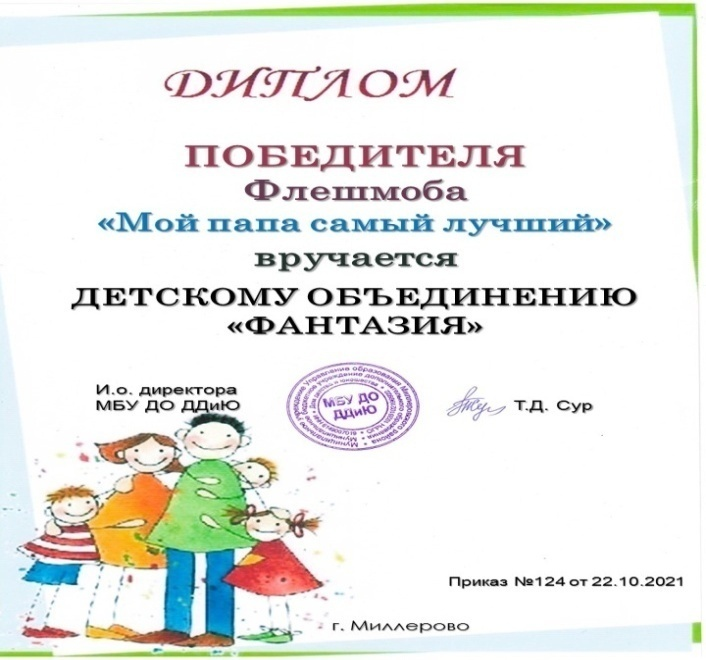 ДИПЛОМ
ПОБЕДИТЕЛЯ
Флешмоба
«Мой папа самый лучший»
вручается
ДЕТСКОМУ ОБЪЕДИНЕНИЮ
«ФАНТАЗИЯ»
И.о. директора
МБУ ДО ДДиЮ
МБУ ДО
ДДиЮ
Т.Д. Сур
Приказ №124 от 22.10.2021
г. Миллерово